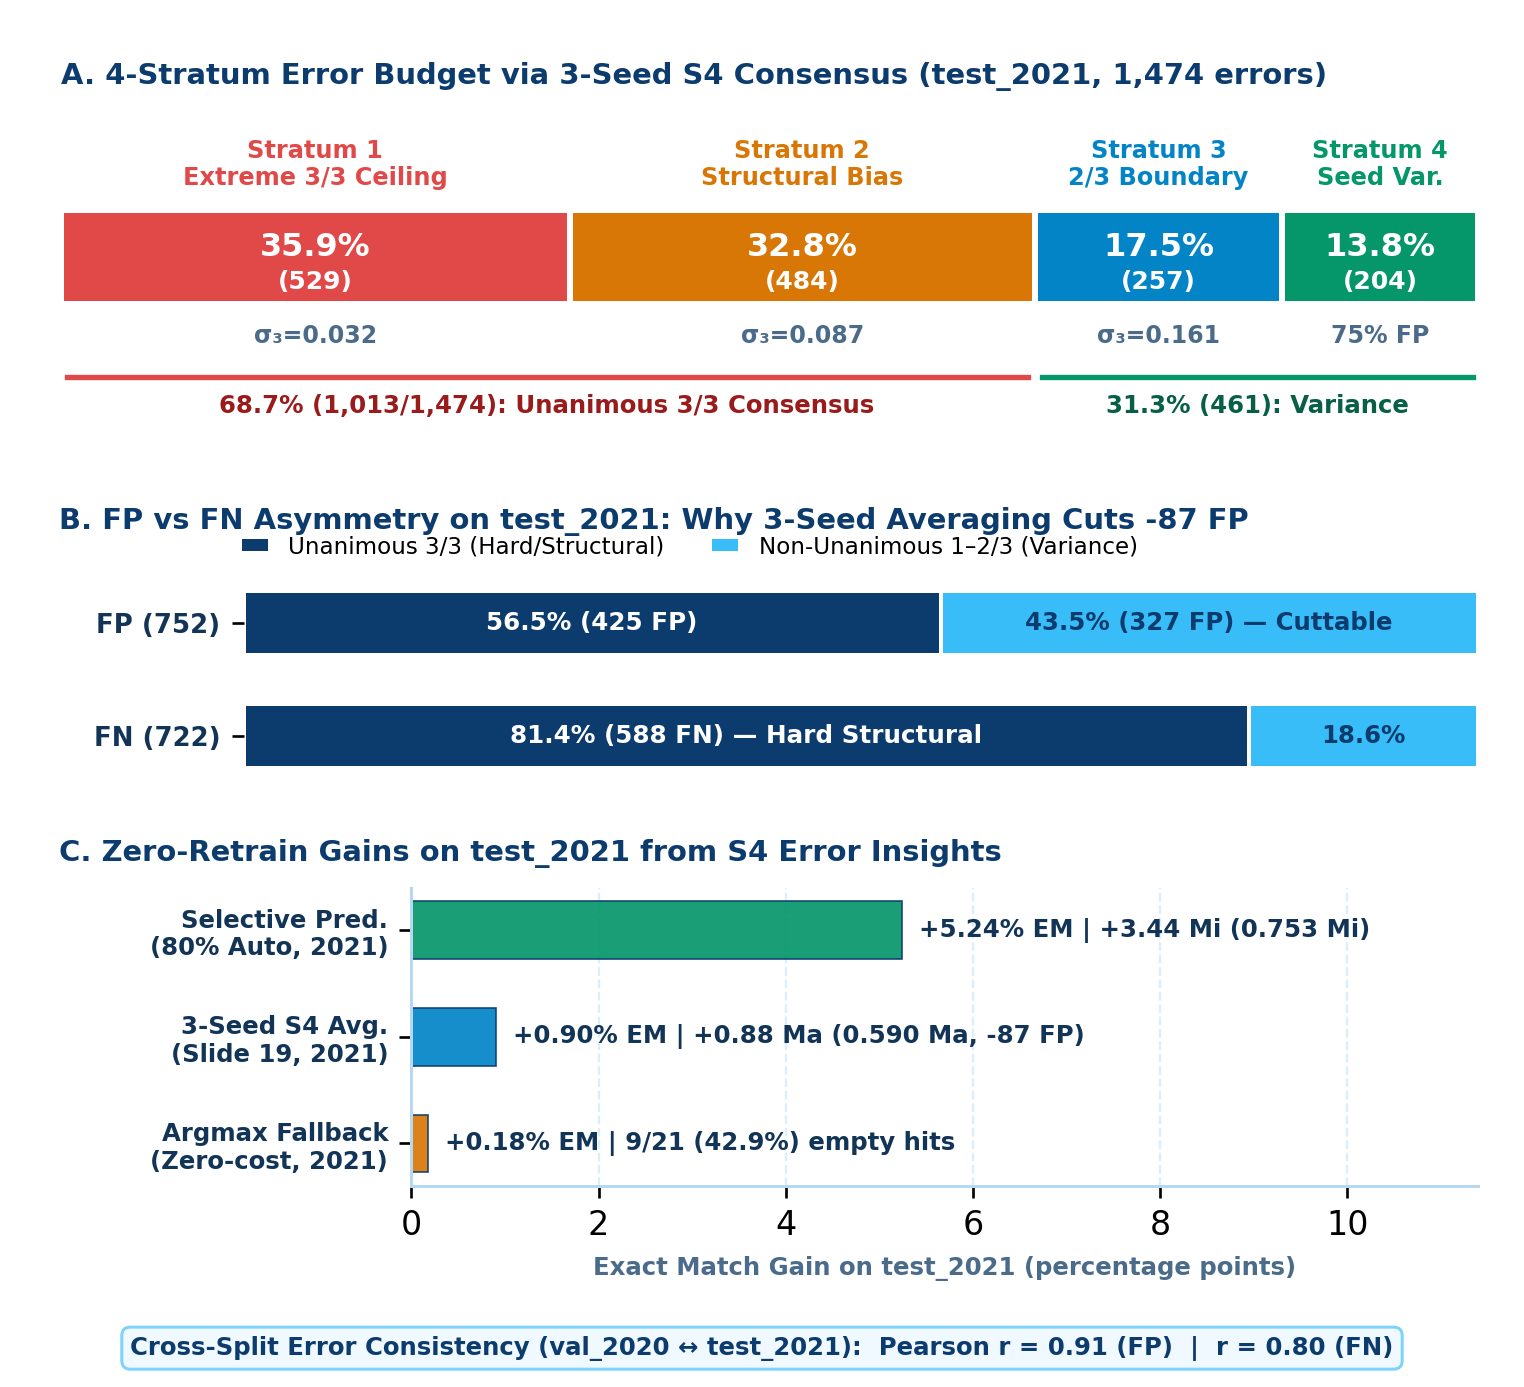 A. 4-Stratum Error Budget via 3-Seed S4 Consensus (test_2021, 1,474 errors)
Stratum 1
Extreme 3/3 Ceiling
Stratum 2
Structural Bias
Stratum 3
2/3 Boundary
Stratum 4
Seed Var.
35.9%
(529)
32.8%
(484)
17.5%
(257)
13.8%
(204)
σ₃=0.032
σ₃=0.087
σ₃=0.161
75% FP
68.7% (1,013/1,474): Unanimous 3/3 Consensus
31.3% (461): Variance
B. FP vs FN Asymmetry on test_2021: Why 3-Seed Averaging Cuts -87 FP
Unanimous 3/3 (Hard/Structural)
Non-Unanimous 1–2/3 (Variance)
FP (752)
56.5% (425 FP)
43.5% (327 FP) — Cuttable
FN (722)
81.4% (588 FN) — Hard Structural
18.6%
C. Zero-Retrain Gains on test_2021 from S4 Error Insights
Selective Pred.
(80% Auto, 2021)
+5.24% EM | +3.44 Mi (0.753 Mi)
3-Seed S4 Avg.
(Slide 19, 2021)
+0.90% EM | +0.88 Ma (0.590 Ma, -87 FP)
Argmax Fallback
(Zero-cost, 2021)
+0.18% EM | 9/21 (42.9%) empty hits
0 2 4 6 8 10
Exact Match Gain on test_2021 (percentage points)
Cross-Split Error Consistency (val_2020 ↔ test_2021): Pearson r = 0.91 (FP) | r = 0.80 (FN)